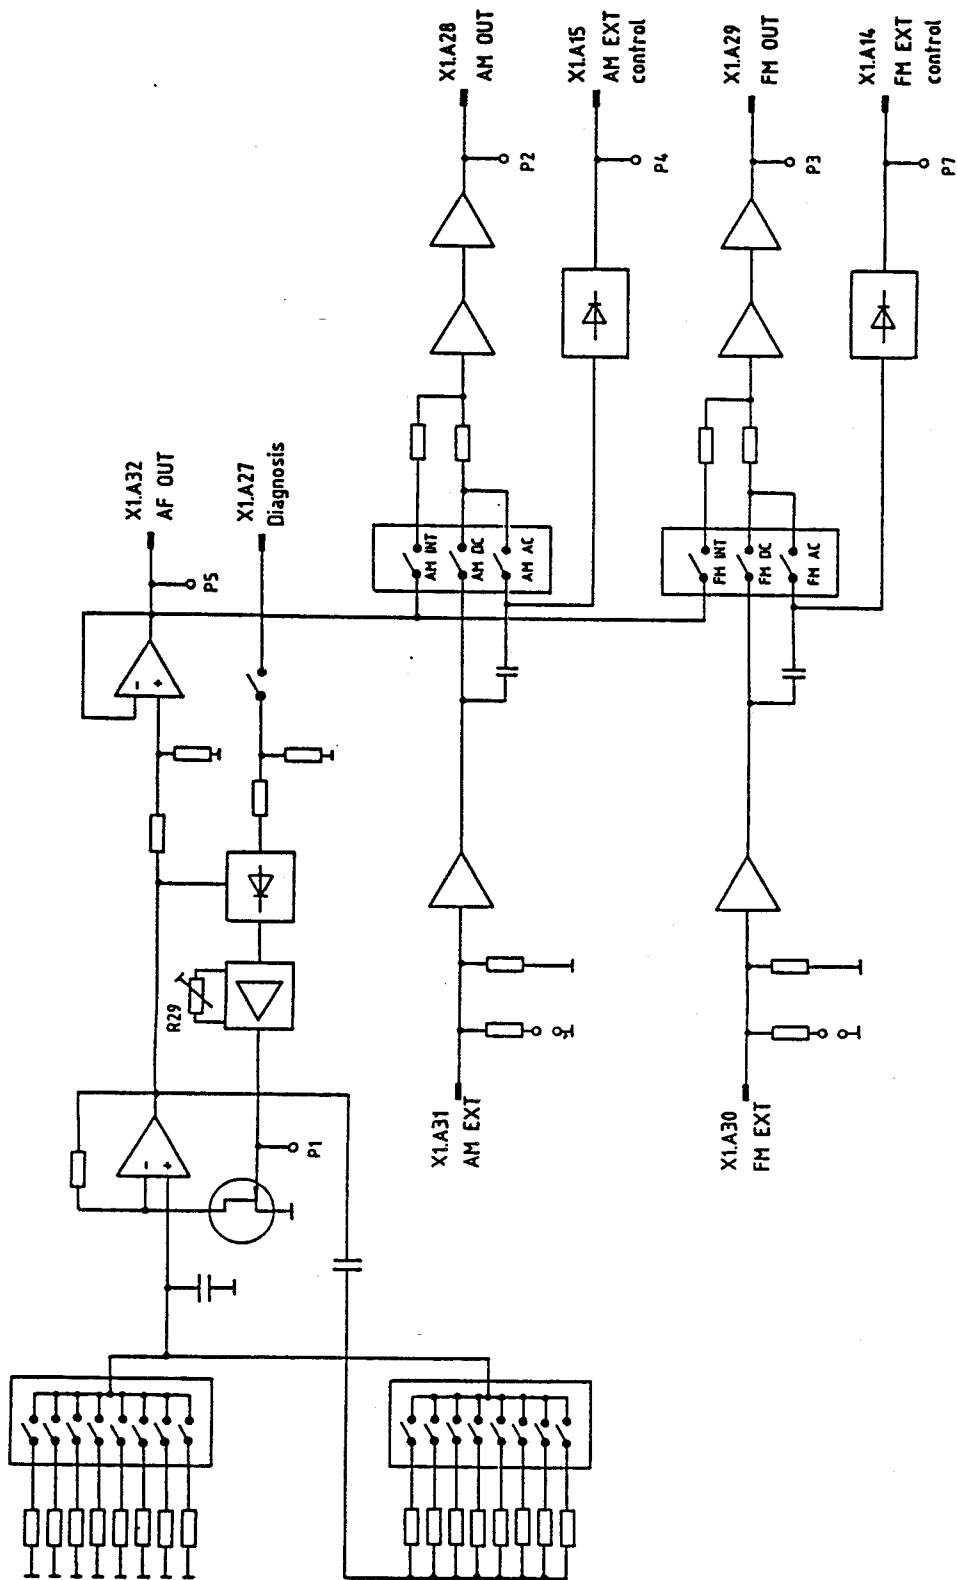 X1.A32
AF OUT
P5
X1.A27
Diagnosis
R29
P1
- +
- +
X1.A28
AM OUT
P2
X1.A15
AM EXT
control
P4
AM INT
AM DC
AM AC
X1.A31
AM EXT
X1.A29
FM OUT
P3
X1.A14
FM EXT
control
P7
FM INT
FM DC
FM AC
X1.A30
FM EXT